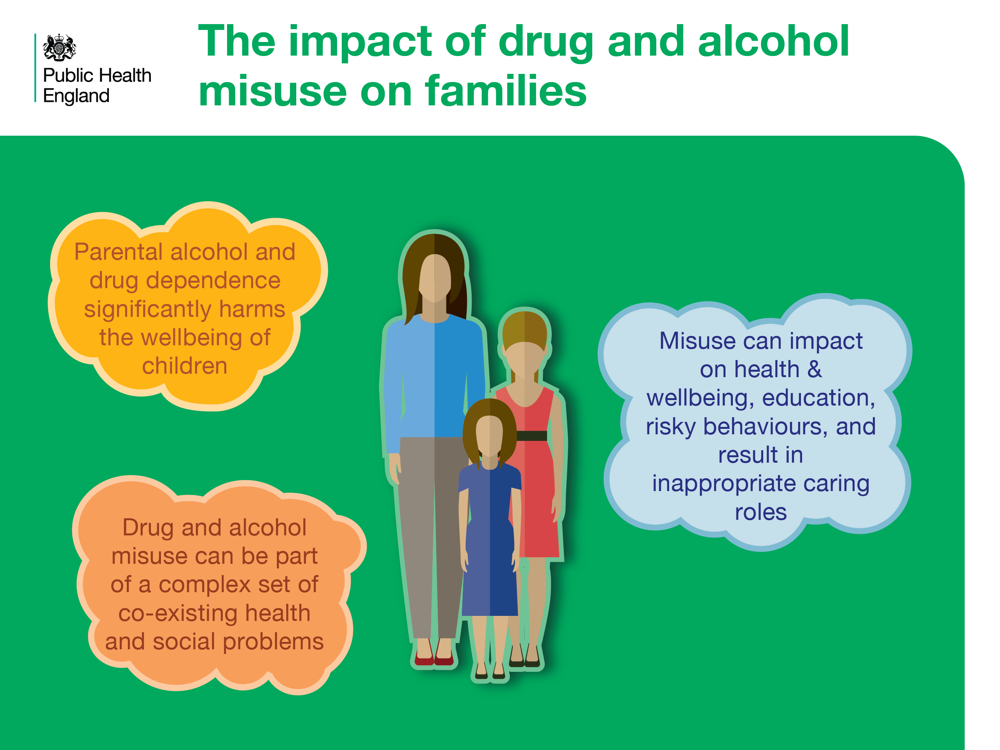 Public Health
England
The impact of drug and alcohol
misuse on families
Parental alcohol and
drug dependence
significantly harms
the wellbeing of
children
Misuse can impact
on health &
wellbeing, education,
risky behaviours, and
result in
inappropriate caring
roles
Drug and alcohol
misuse can be part
of a complex set of
co-existing health
and social problems